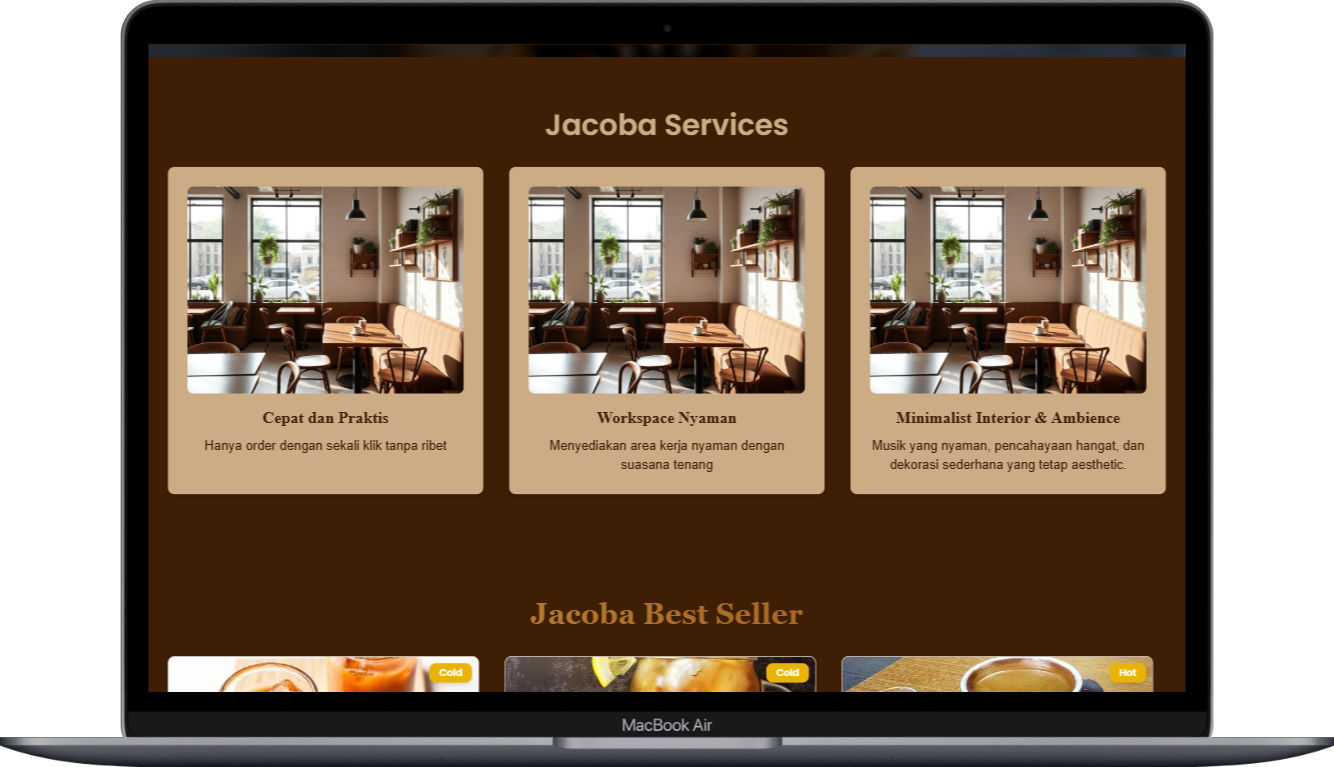 Jacoba Services
Cepat dan Praktis
Hanya order dengan sekali klik tanpa ribet
Workspace Nyaman
Menyediakan area kerja nyaman dengan
suasana tenang
Minimalist Interior & Ambience
Musik yang nyaman, pencahayaan hangat, dan
dekorasi sederhana yang tetap aesthetic.
Jacoba Best Seller
Cold
Cold
Hot
MacBook Air